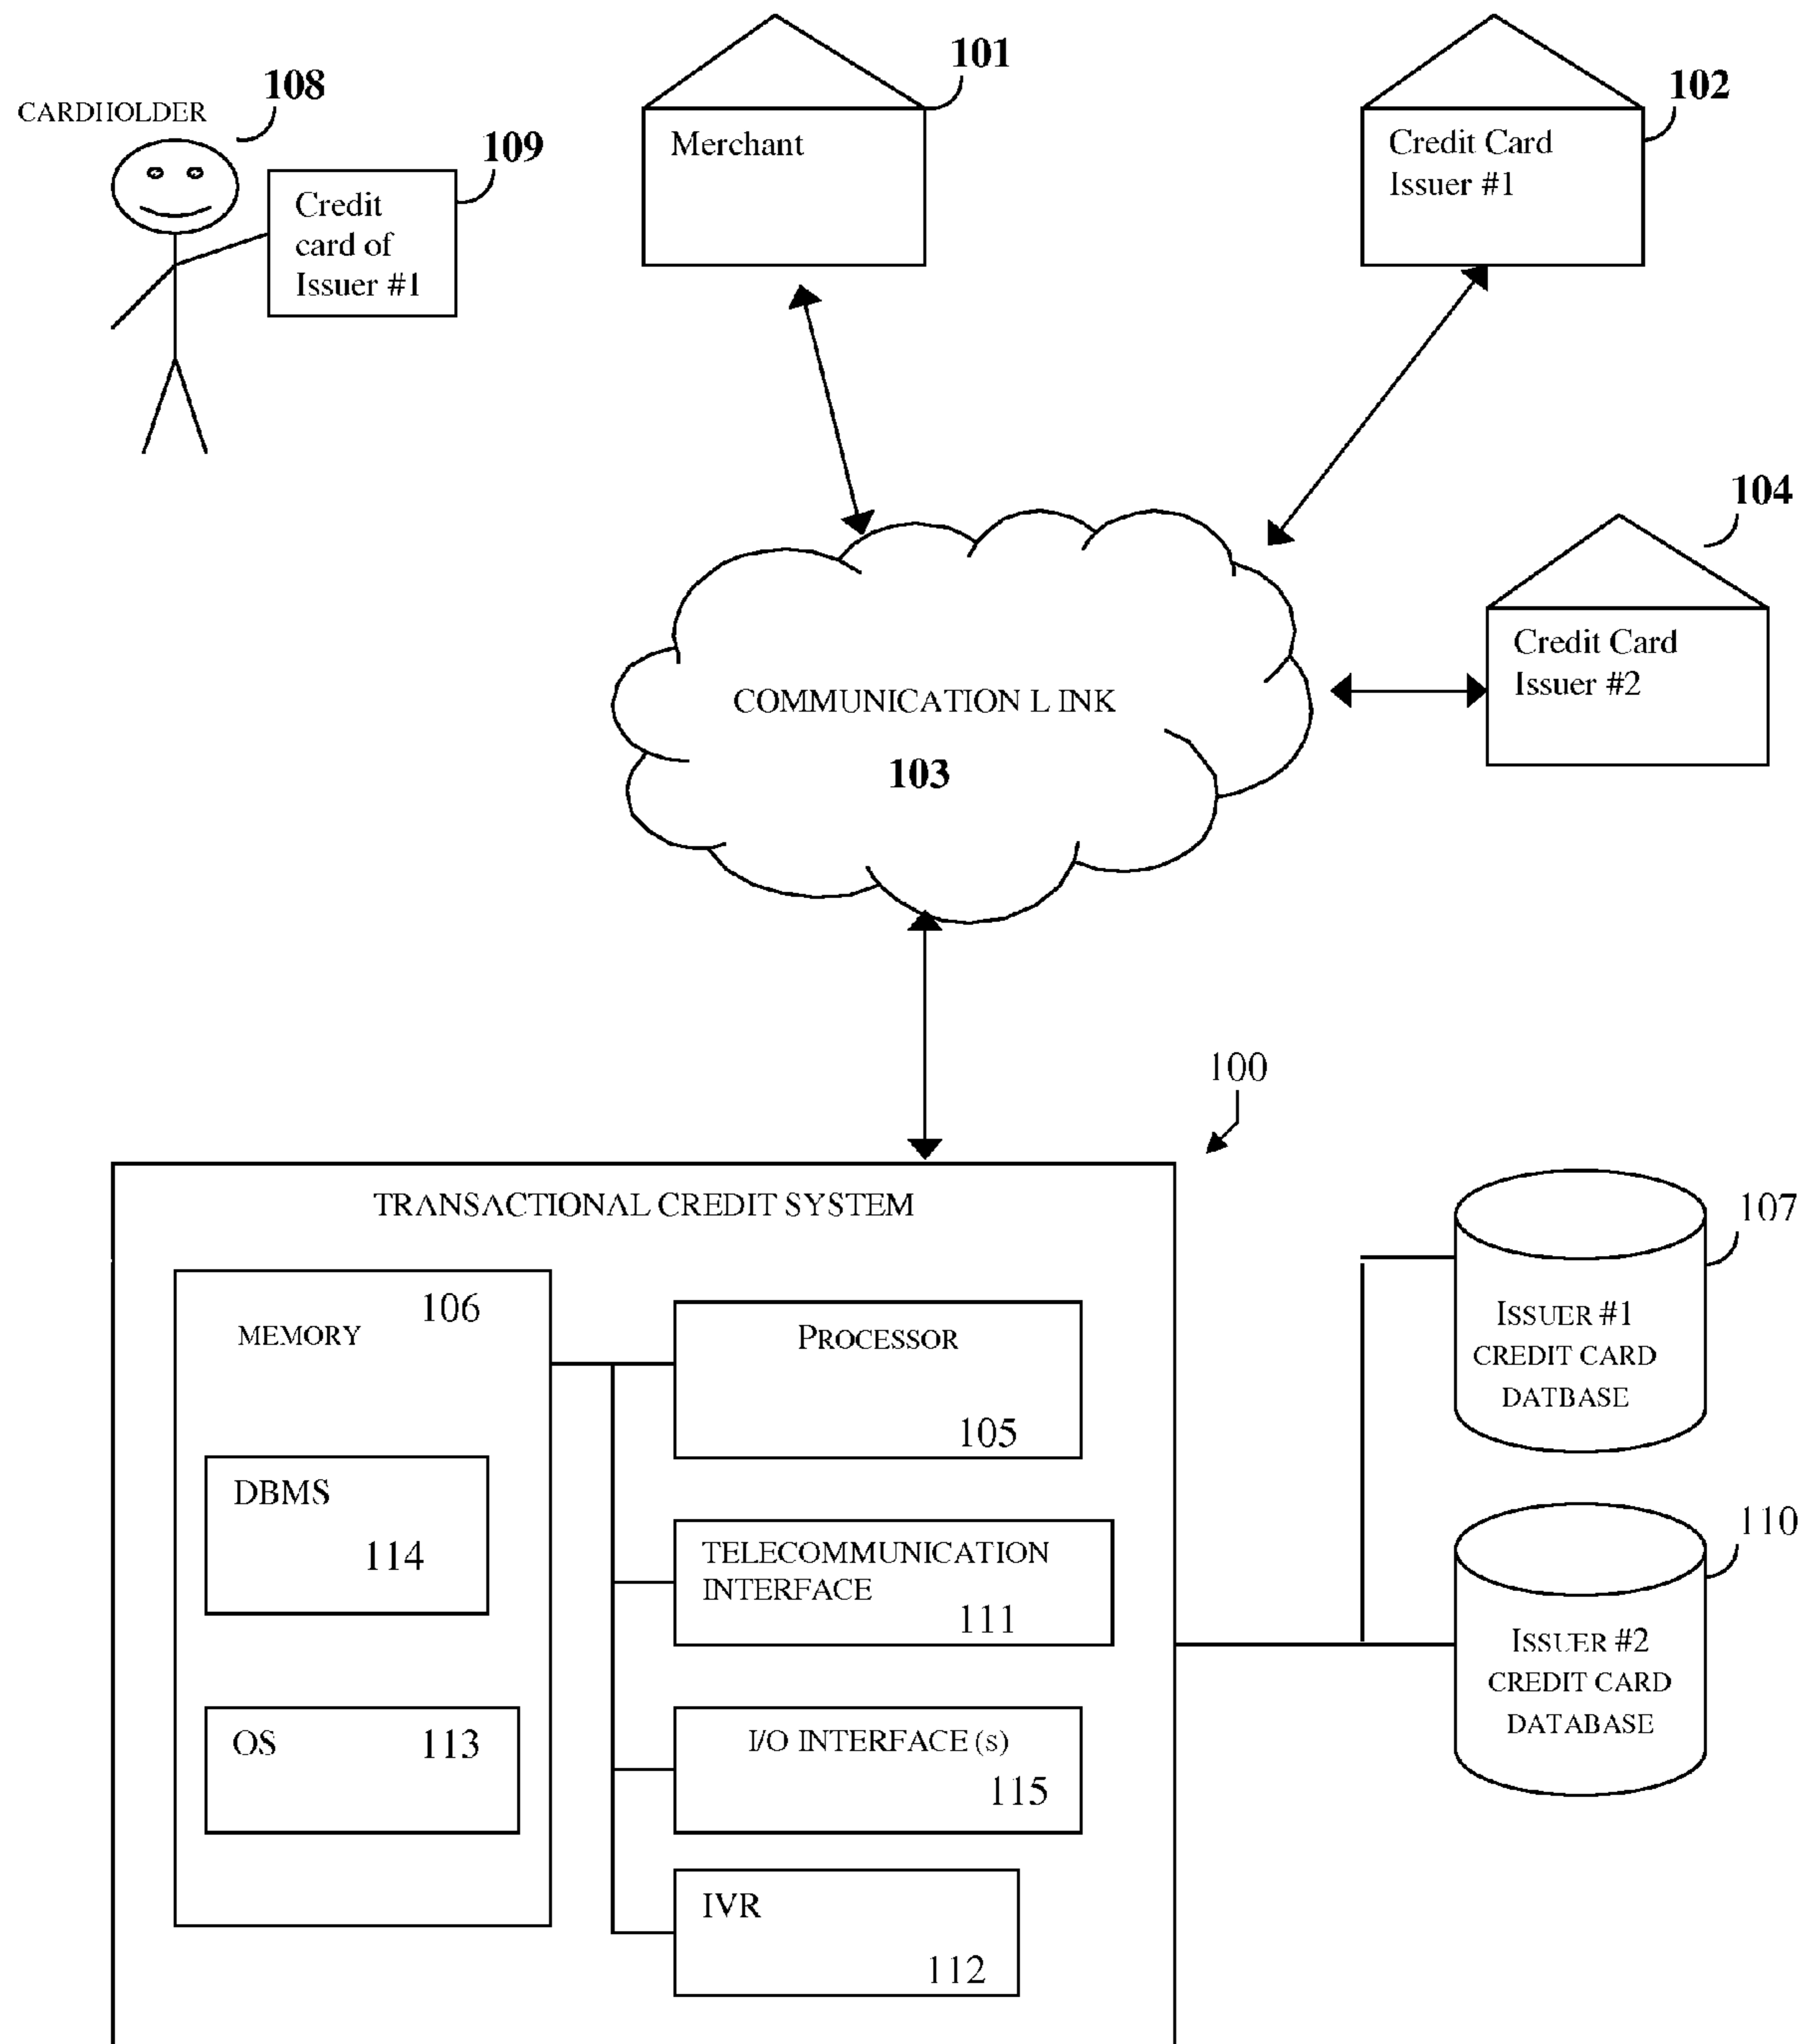 101
102
108
CARDHOLDER
109
Merchant
Credit Card
Issuer #1
Credit
card of
Issuer #1
104
Credit Card
Issuer #2
COMMUNICATION L INK
103
100
TRANSACTIONAL CREDIT SYSTEM
107
106
MEMORY
PROCESSOR
105
ISSUER #1
CREDIT CARD
DATBASE
DBMS
114
TELECOMMUNICATION
INTERFACE
111
110
ISSUER #2
CREDIT CARD
DATABASE
OS
113
I/O INTERFACE (s)
115
IVR
112